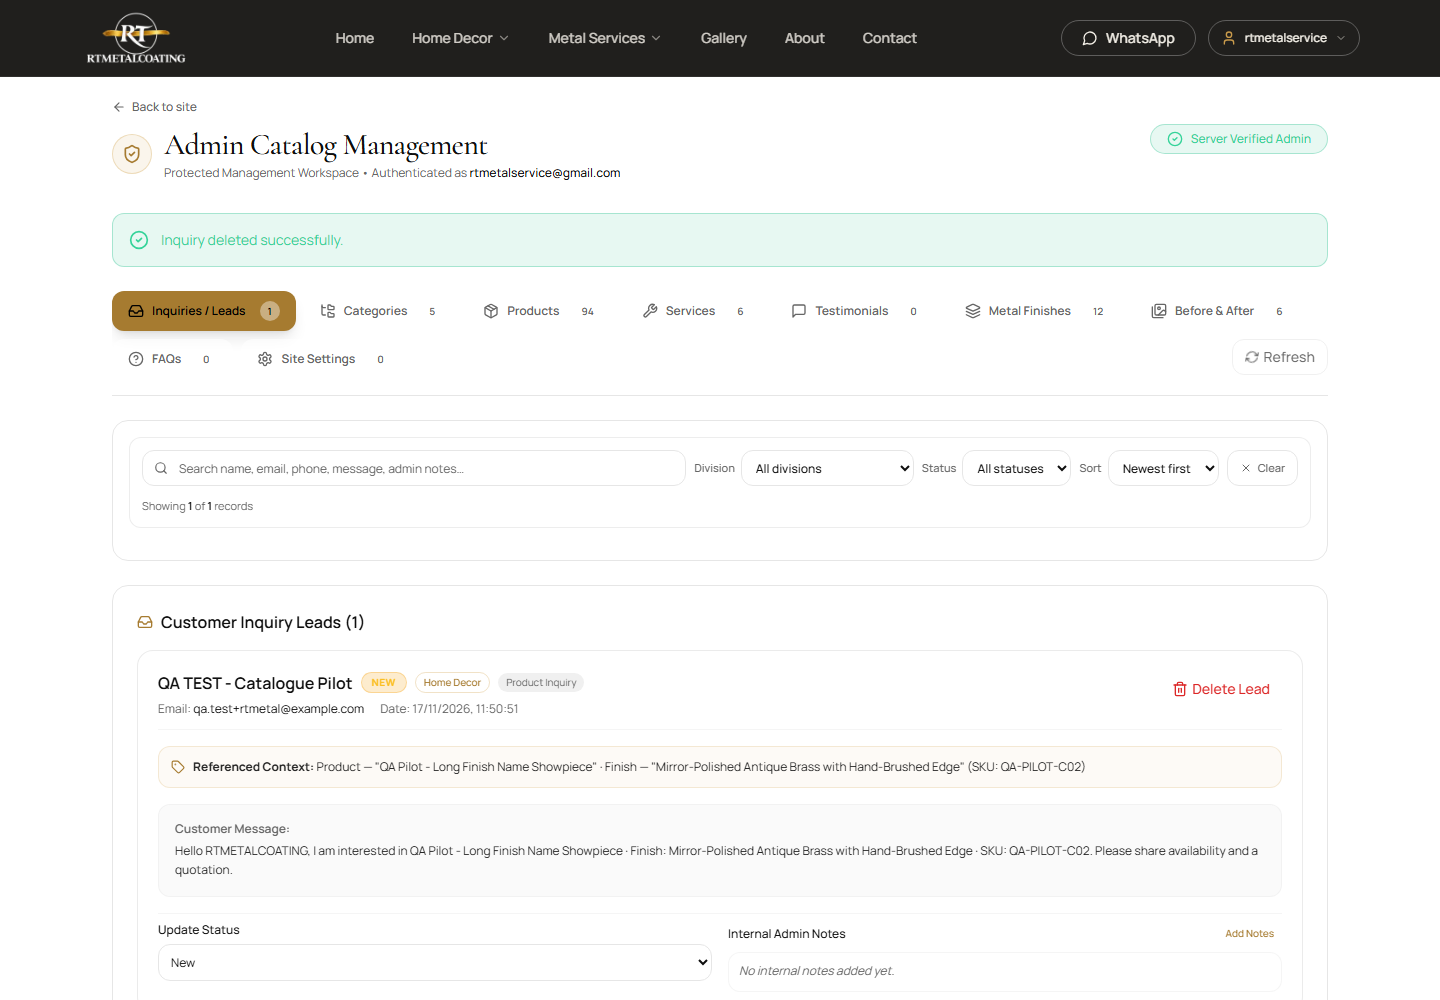 RT
RTMETALCOATING
Home
Home Decor
Metal Services
Gallery
About
Contact
WhatsApp
rtmetalservice
Back to site
Admin Catalog Management
Protected Management Workspace • Authenticated as rtmetalservice@gmail.com
Server Verified Admin
Inquiry deleted successfully.
Inquiries / Leads 1
Categories 5
Products 94
Services 6
Testimonials 0
Metal Finishes 12
Before & After 6
FAQs 0
Site Settings 0
Refresh
Search name, email, phone, message, admin notes...
Division All divisions
Status All statuses
Sort Newest first
Clear
Showing 1 of 1 records
Customer Inquiry Leads (1)
QA TEST - Catalogue Pilot NEW Home Decor Product Inquiry
Delete Lead
Email: qa.test+rtmetal@example.com Date: 17/11/2026, 11:50:51
Referenced Context: Product — "QA Pilot - Long Finish Name Showpiece" · Finish — "Mirror-Polished Antique Brass with Hand-Brushed Edge" (SKU: QA-PILOT-C02)
Customer Message:
Hello RTMETALCOATING, I am interested in QA Pilot - Long Finish Name Showpiece · Finish: Mirror-Polished Antique Brass with Hand-Brushed Edge · SKU: QA-PILOT-C02. Please share availability and a
quotation.
Update Status
New
Internal Admin Notes
Add Notes
No internal notes added yet.